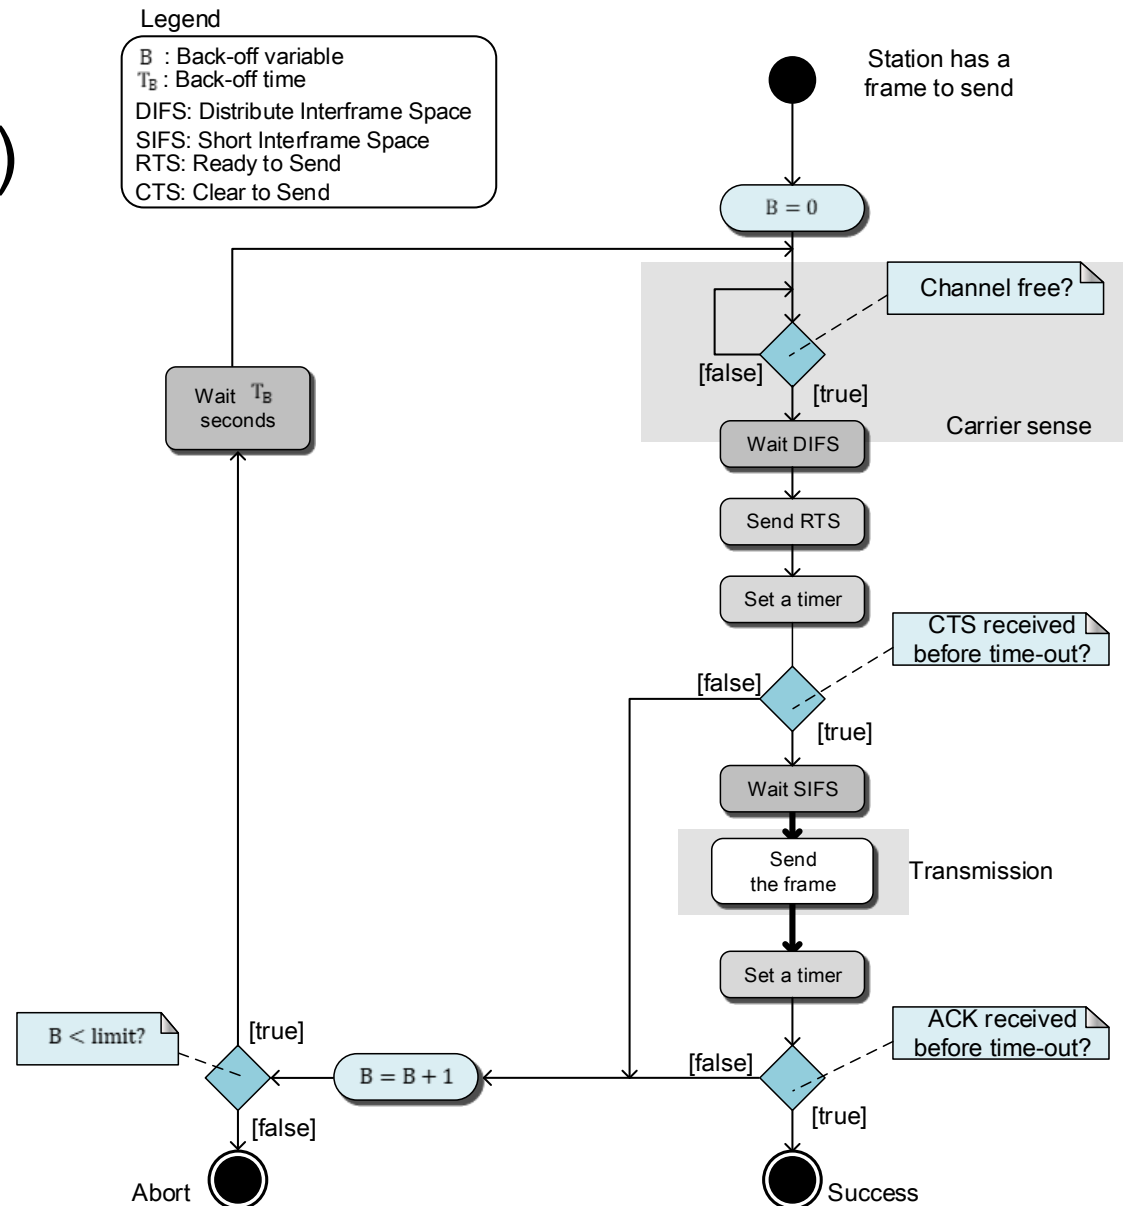 Legend
B : Back-off variable
T_B : Back-off time
DIFS: Distribute Interframe Space
SIFS: Short Interframe Space
RTS: Ready to Send
CTS: Clear to Send
)
Station has a
frame to send
B = 0
Channel free?
[false]
[true]
Carrier sense
Wait T_B
seconds
Wait DIFS
Send RTS
Set a timer
CTS received
before time-out?
[false]
[true]
Wait SIFS
Send
the frame
Transmission
Set a timer
ACK received
before time-out?
[false]
[true]
B = B + 1
B < limit?
[true]
[false]
Abort
Success